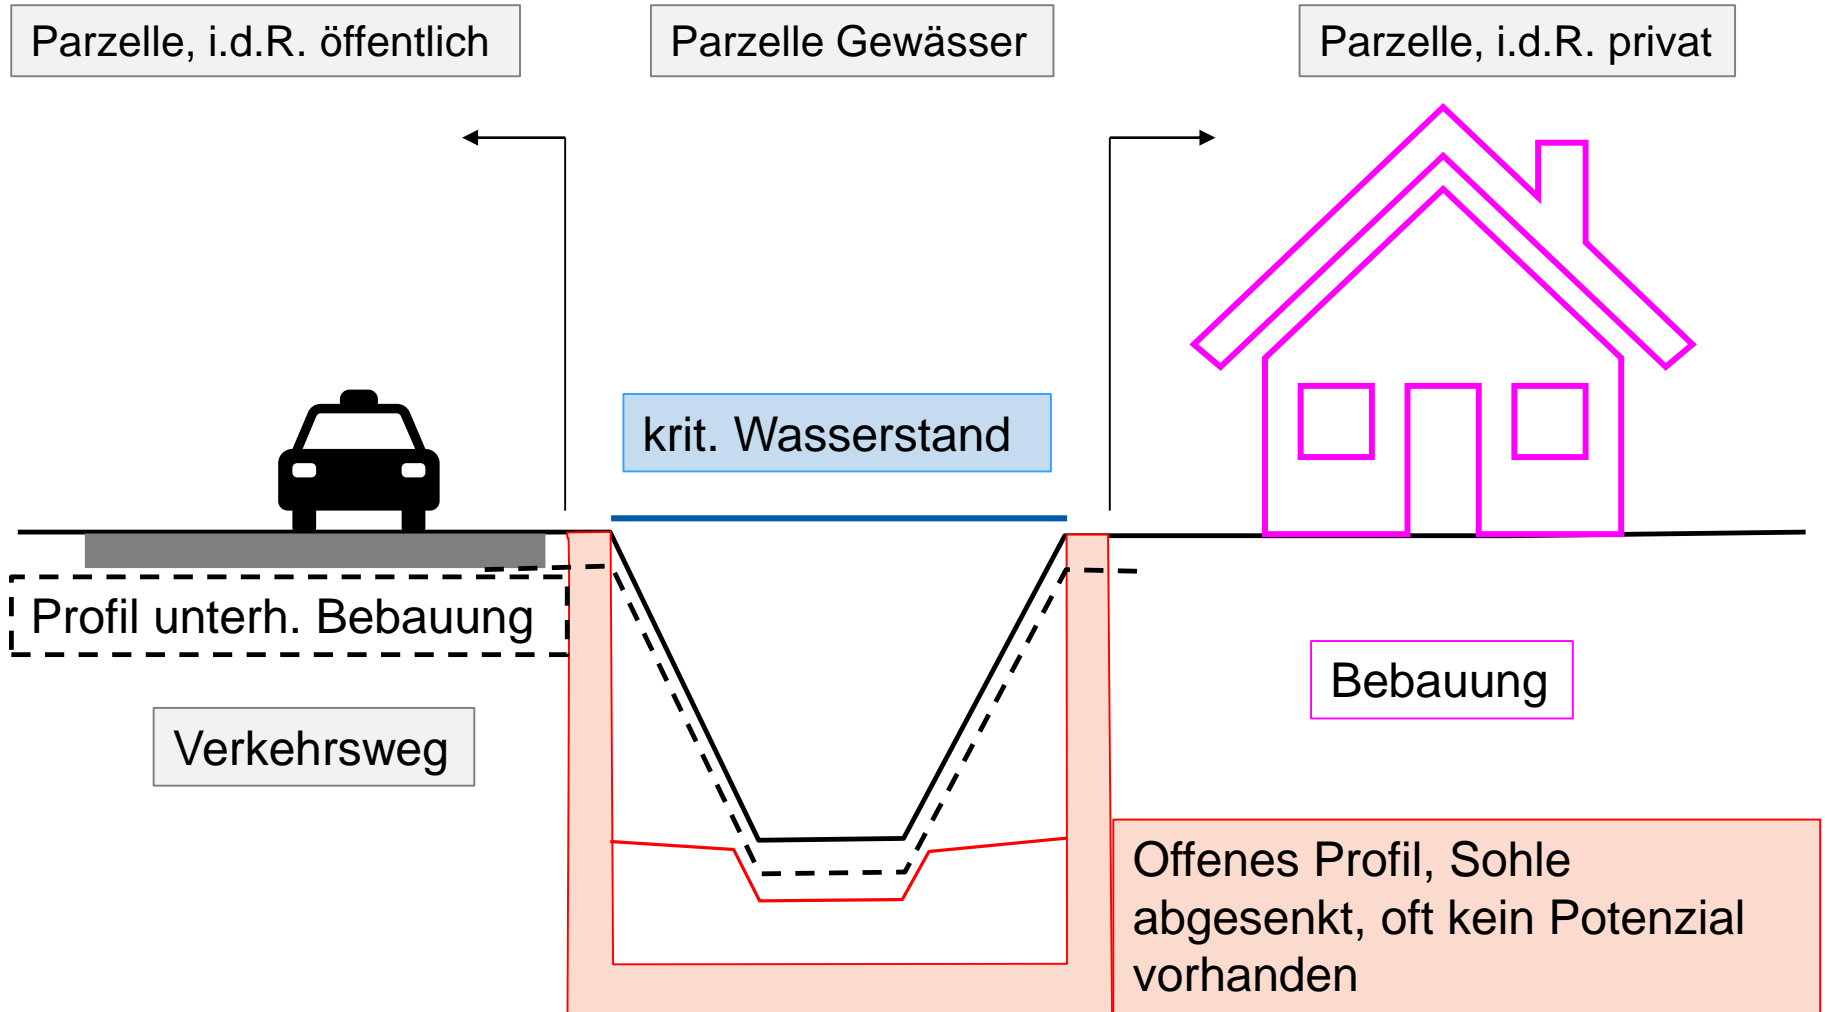 Parzelle, i.d.R. öffentlich
Parzelle Gewässer
Parzelle, i.d.R. privat
krit. Wasserstand
Profil unterh. Bebauung
Bebauung
Verkehrsweg
Offenes Profil, Sohle
abgesenkt, oft kein Potenzial
vorhanden